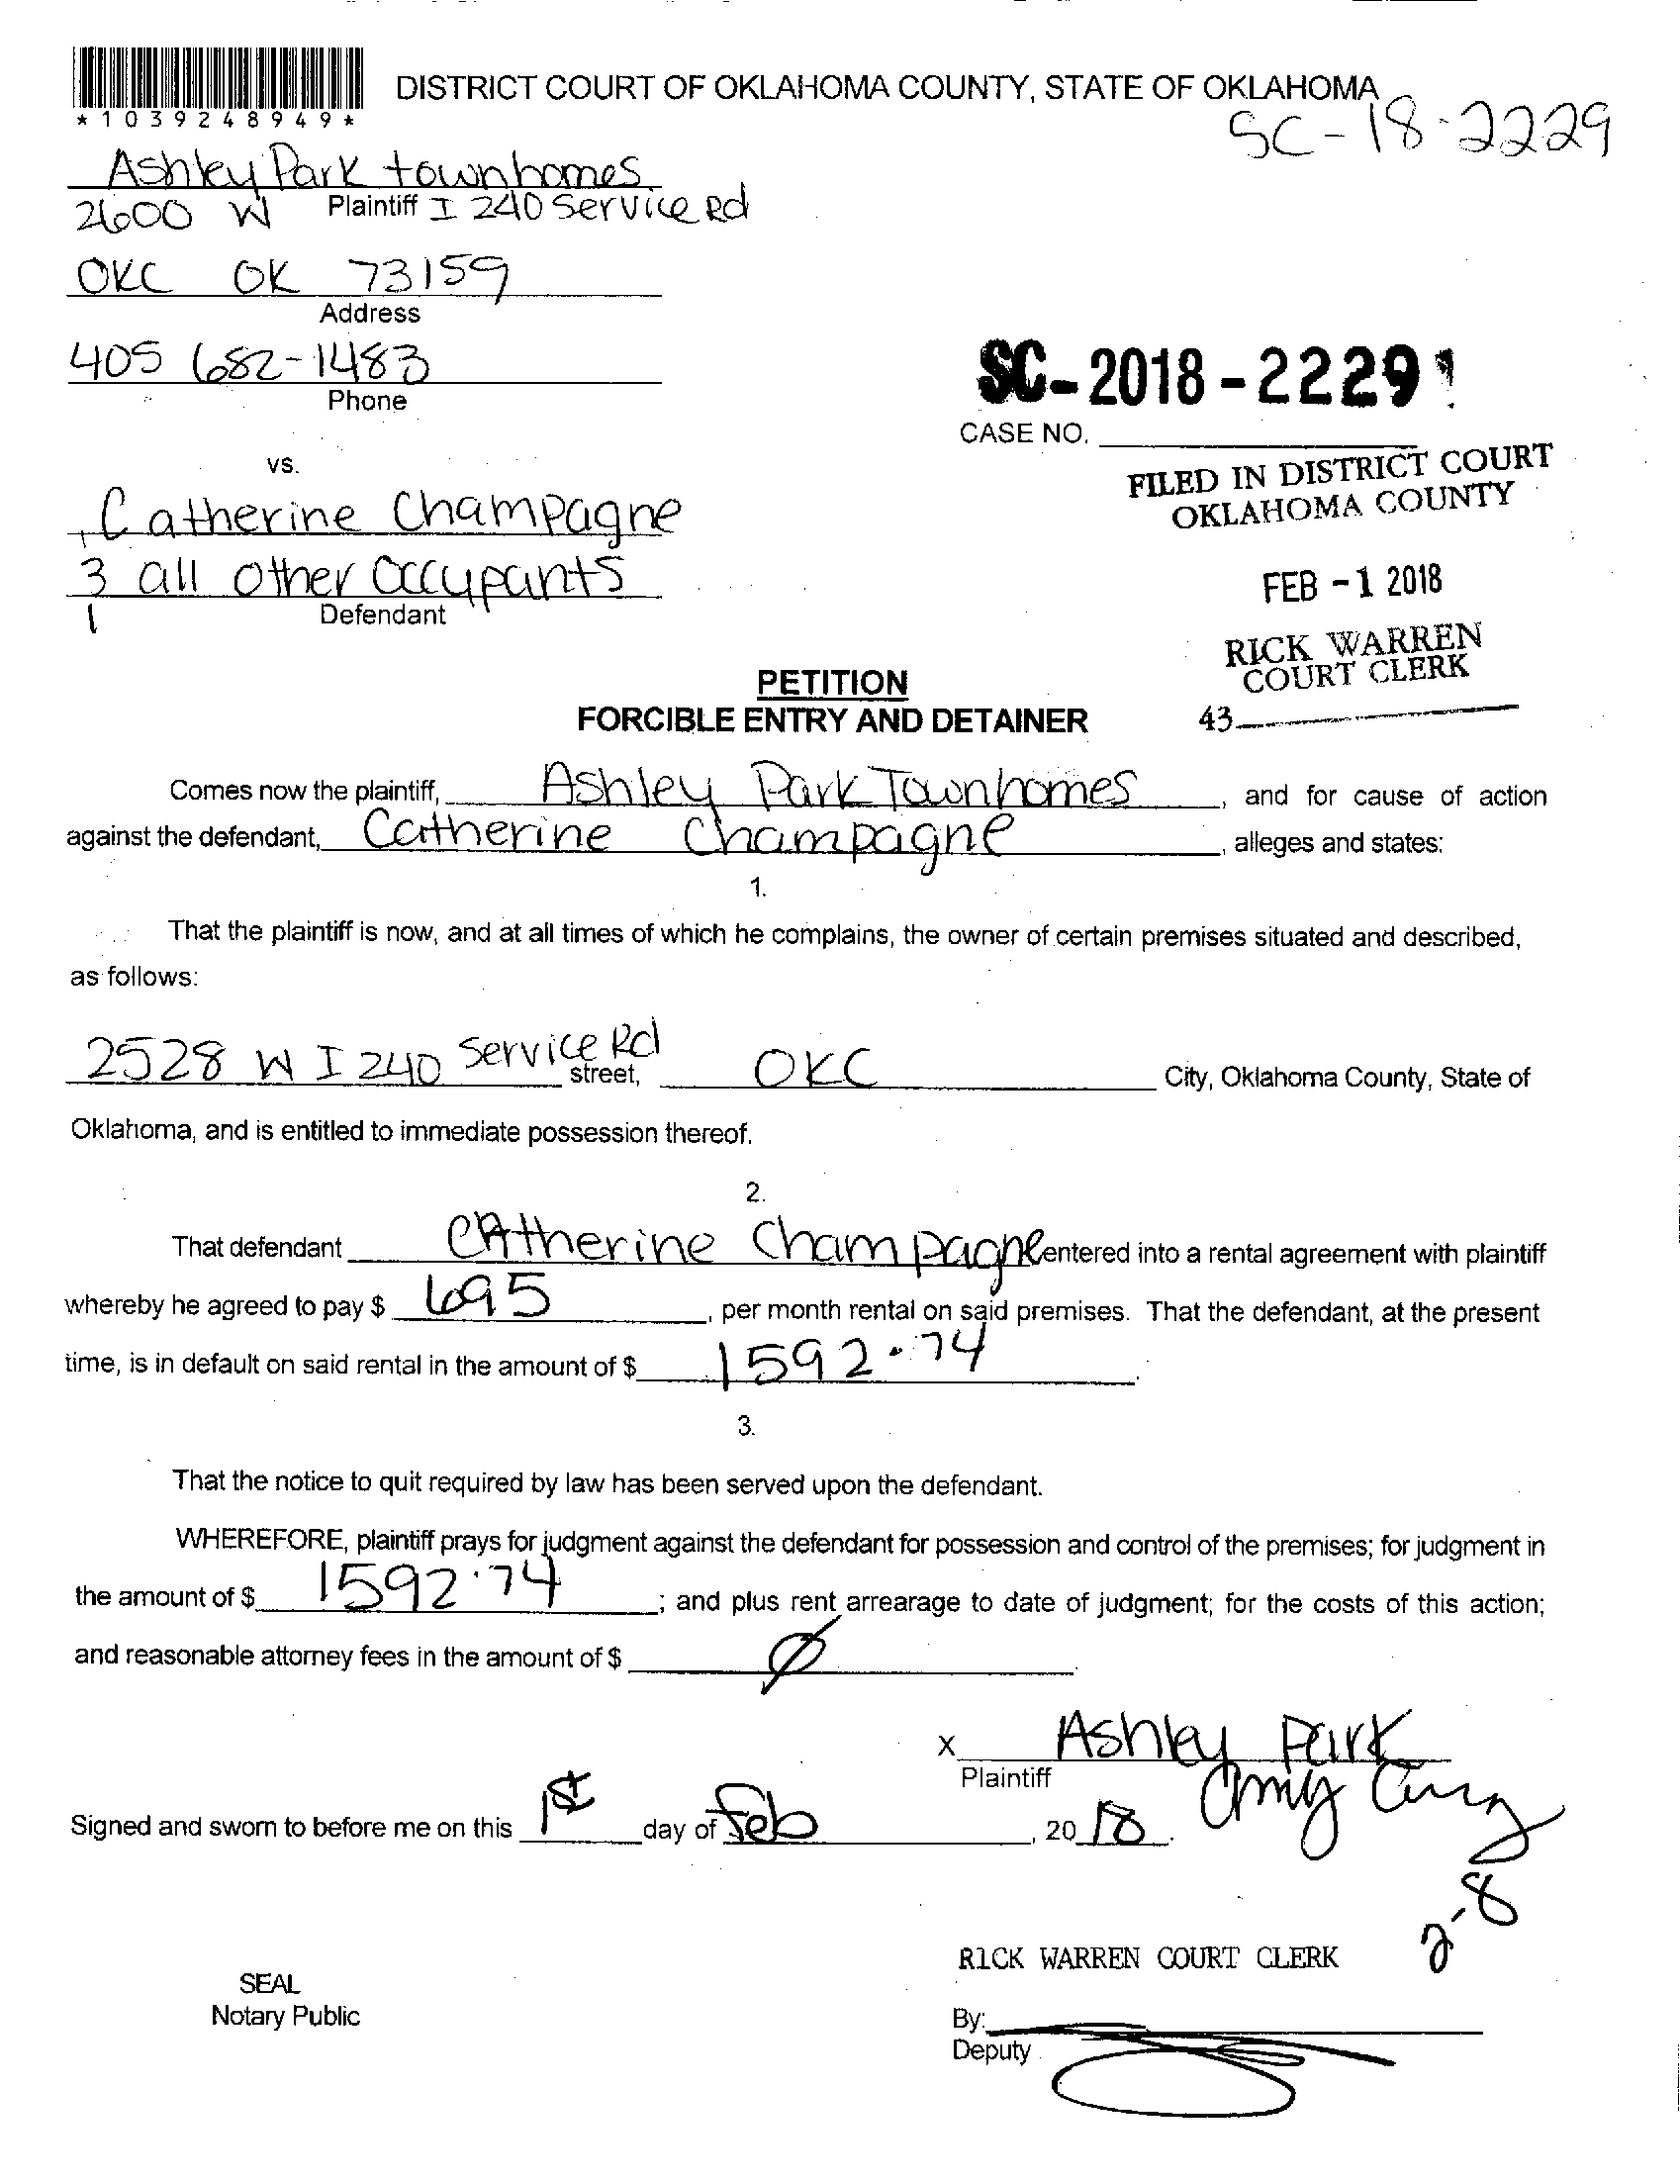 *1039248949*
DISTRICT COURT OF OKLAHOMA COUNTY, STATE OF OKLAHOMA
SC-18-2229
Ashley Park townhomes
2600 W I 240 Service Rd
Plaintiff
OKC OK 73159
Address
405 682-1483
Phone
SC-2018-2229
CASE NO.
vs.
FILED IN DISTRICT COURT
OKLAHOMA COUNTY
Catherine Champagne
3 all other occupants
Defendant
FEB -1 2018
RICK WARREN
COURT CLERK
43
PETITION
FORCIBLE ENTRY AND DETAINER
Comes now the plaintiff, Ashley Park Townhomes, and for cause of action
against the defendant, Catherine Champagne, alleges and states:
1.
That the plaintiff is now, and at all times of which he complains, the owner of certain premises situated and described,
as follows:
2528 W I 240 Service Rd street, OKC City, Oklahoma County, State of
Oklahoma, and is entitled to immediate possession thereof.
2.
That defendant Catherine Champagne entered into a rental agreement with plaintiff
whereby he agreed to pay $ 695, per month rental on said premises. That the defendant, at the present
time, is in default on said rental in the amount of $ 1592.74.
3.
That the notice to quit required by law has been served upon the defendant.
WHEREFORE, plaintiff prays for judgment against the defendant for possession and control of the premises; for judgment in
the amount of $ 1592.74; and plus rent arrearage to date of judgment; for the costs of this action;
and reasonable attorney fees in the amount of $ Ø.
X Ashley Park
Plaintiff
Amy
Signed and sworn to before me on this 1st day of Feb, 2018.
2-8
RICK WARREN COURT CLERK
SEAL
Notary Public
By:
Deputy